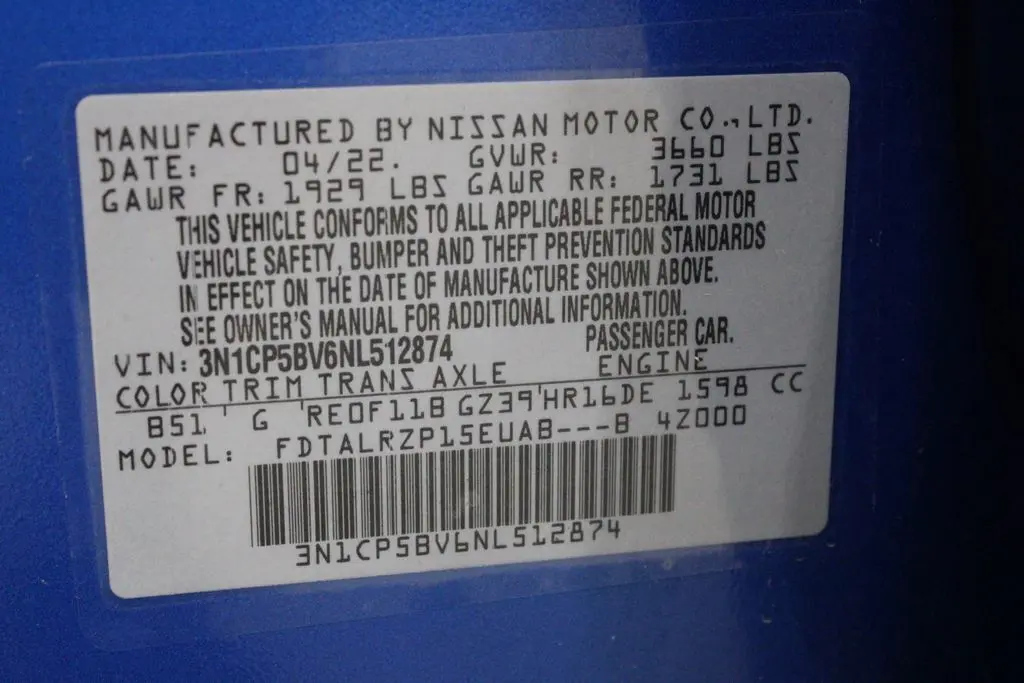 MANUFACTURED BY NISSAN MOTOR CO., LTD.
DATE: 04/22. GVWR: 3660 LBS
GAWR FR: 1929 LBS GAWR RR: 1731 LBS
THIS VEHICLE CONFORMS TO ALL APPLICABLE FEDERAL MOTOR
VEHICLE SAFETY, BUMPER AND THEFT PREVENTION STANDARDS
IN EFFECT ON THE DATE OF MANUFACTURE SHOWN ABOVE.
SEE OWNER'S MANUAL FOR ADDITIONAL INFORMATION.
VIN: 3N1CP5BV6NL512874 PASSENGER CAR.
COLOR TRIM TRANS AXLE ENGINE
B51 G RE0F11B GZ39 HR16DE 1598 CC
MODEL: FDTALRZP15EUAB---B 4Z000
3N1CP5BV6NL512874